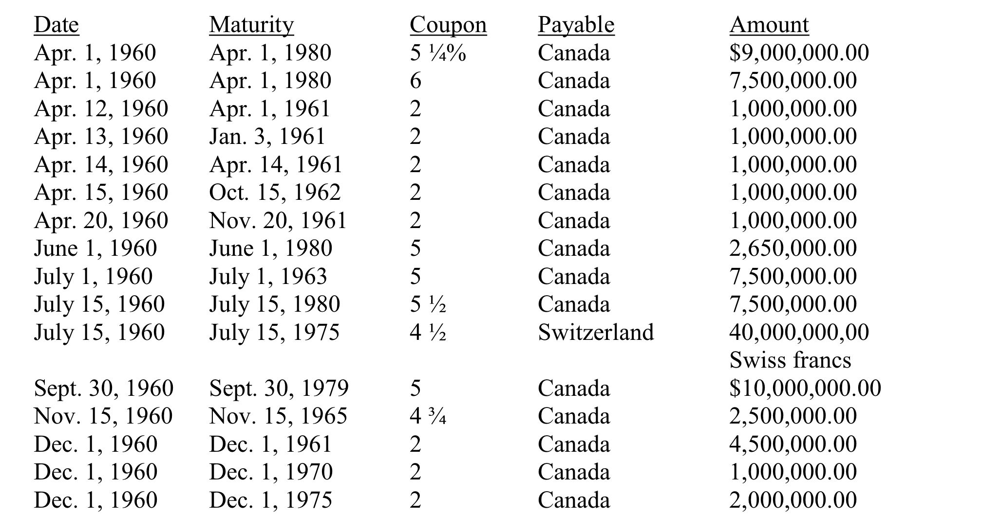 Date Maturity Coupon Payable Amount
Apr. 1, 1960 Apr. 1, 1980 5 ¼% Canada $9,000,000.00
Apr. 1, 1960 Apr. 1, 1980 6 Canada 7,500,000.00
Apr. 12, 1960 Apr. 1, 1961 2 Canada 1,000,000.00
Apr. 13, 1960 Jan. 3, 1961 2 Canada 1,000,000.00
Apr. 14, 1960 Apr. 14, 1961 2 Canada 1,000,000.00
Apr. 15, 1960 Oct. 15, 1962 2 Canada 1,000,000.00
Apr. 20, 1960 Nov. 20, 1961 2 Canada 1,000,000.00
June 1, 1960 June 1, 1980 5 Canada 2,650,000.00
July 1, 1960 July 1, 1963 5 Canada 7,500,000.00
July 15, 1960 July 15, 1980 5 ½ Canada 7,500,000.00
July 15, 1960 July 15, 1975 4 ½ Switzerland 40,000,000,00
Swiss francs
Sept. 30, 1960 Sept. 30, 1979 5 Canada $10,000,000.00
Nov. 15, 1960 Nov. 15, 1965 4 ¾ Canada 2,500,000.00
Dec. 1, 1960 Dec. 1, 1961 2 Canada 4,500,000.00
Dec. 1, 1960 Dec. 1, 1970 2 Canada 1,000,000.00
Dec. 1, 1960 Dec. 1, 1975 2 Canada 2,000,000.00